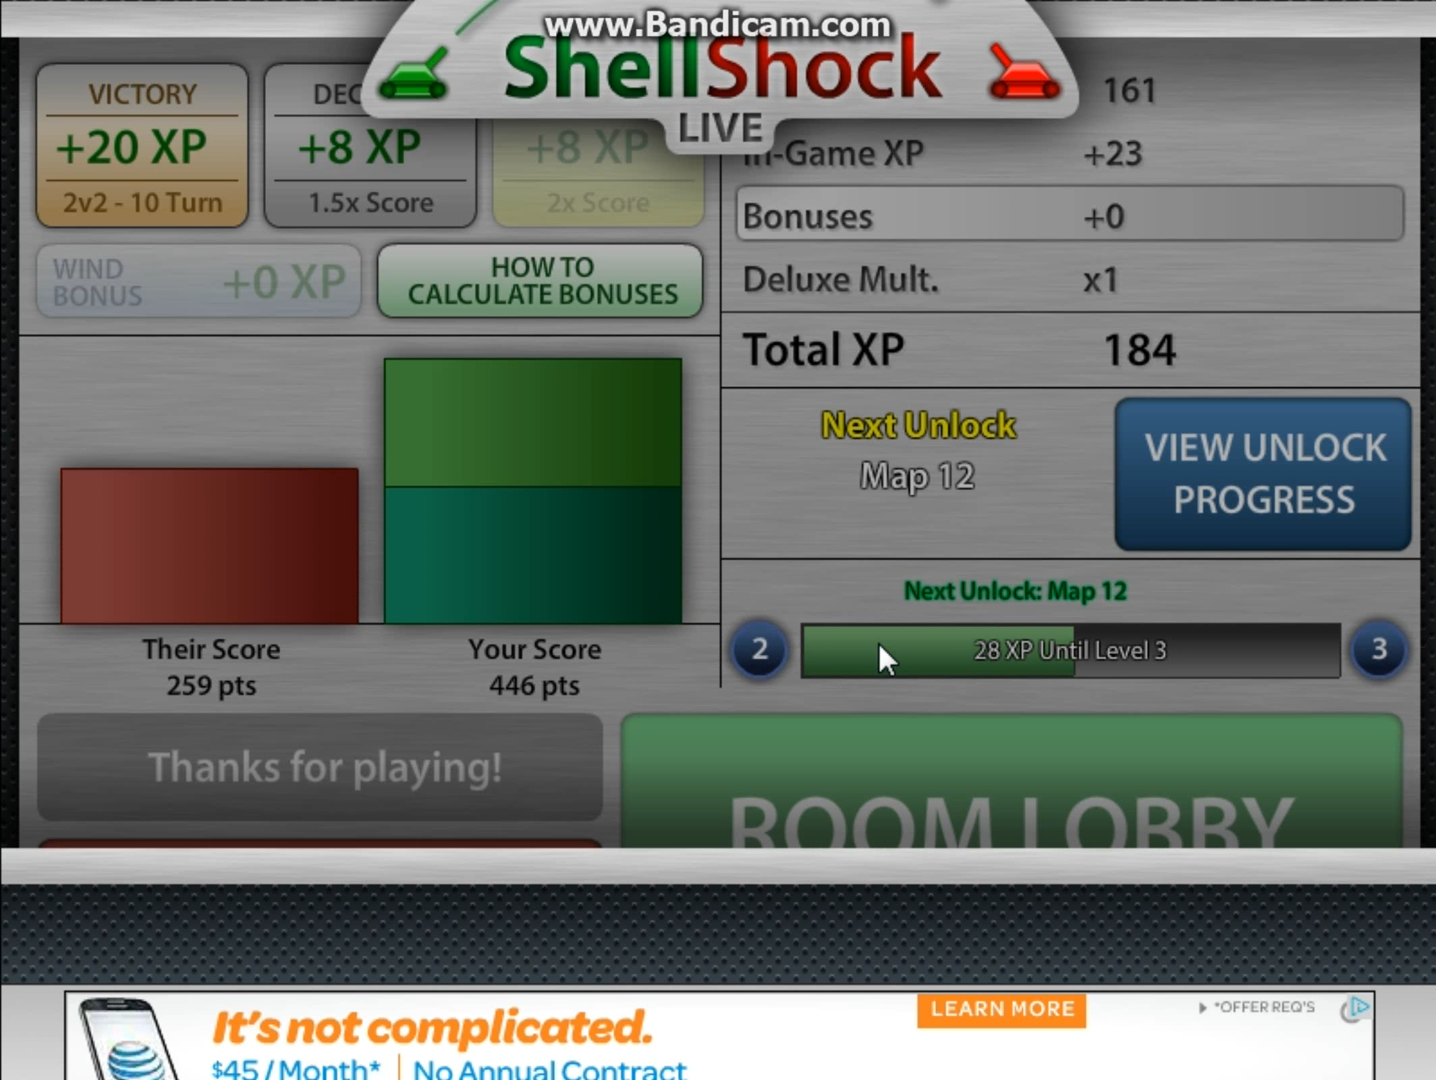 www.Bandicam.com
ShellShock
LIVE
VICTORY
+20 XP
2v2 - 10 Turn
+8 XP
1.5x Score
+8 XP
2x Score
WIND
BONUS
+0 XP
HOW TO
CALCULATE BONUSES
161
In-Game XP +23
Bonuses +0
Deluxe Mult. x1
Total XP 184
Next Unlock
Map 12
VIEW UNLOCK
PROGRESS
Next Unlock: Map 12
2 28 XP Until Level 3 3
Their Score
259 pts
Your Score
446 pts
Thanks for playing!
ROOM LOBBY
It's not complicated.
$45/Month* | No Annual Contract
LEARN MORE
*OFFER REQ'S